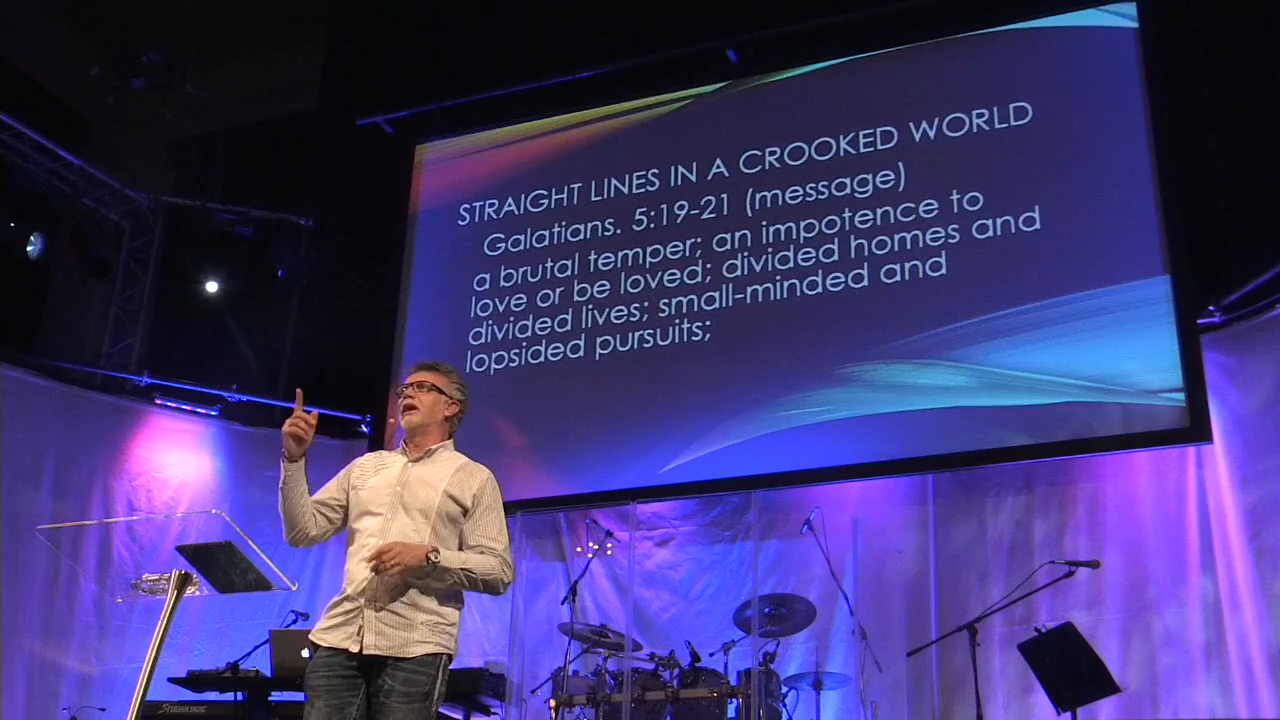 STRAIGHT LINES IN A CROOKED WORLD
Galatians. 5:19-21 (message)
a brutal temper; an impotence to
love or be loved; divided homes and
divided lives; small-minded and
lopsided pursuits;
STUDIOLOGIC